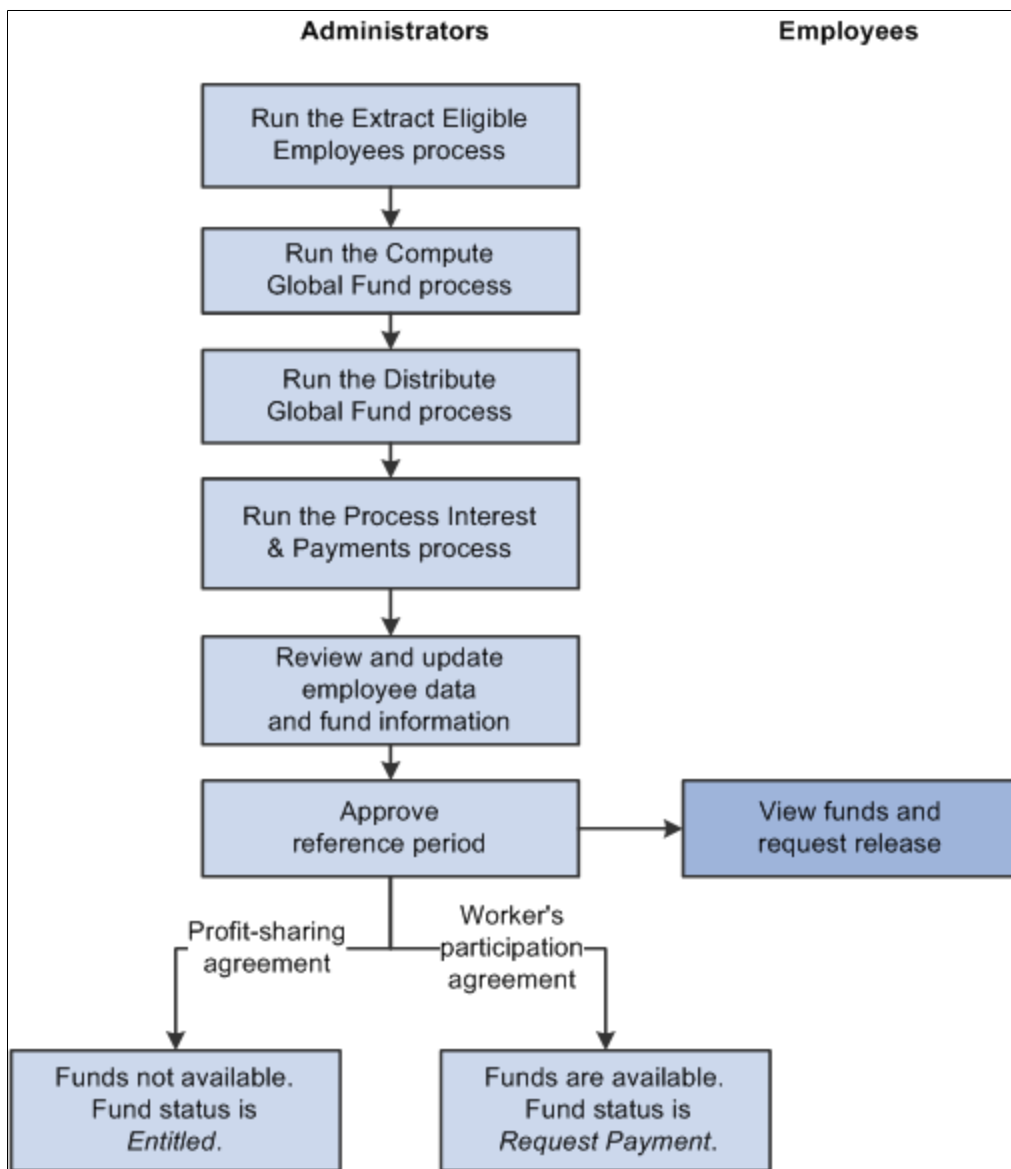 Administrators
Employees
Run the Extract Eligible
Employees process
Run the Compute
Global Fund process
Run the Distribute
Global Fund process
Run the Process Interest
& Payments process
Review and update
employee data
and fund information
Approve
reference period
View funds and
request release
Profit-sharing
agreement
Worker's
participation
agreement
Funds not available.
Fund status is
Entitled.
Funds are available.
Fund status is
Request Payment.